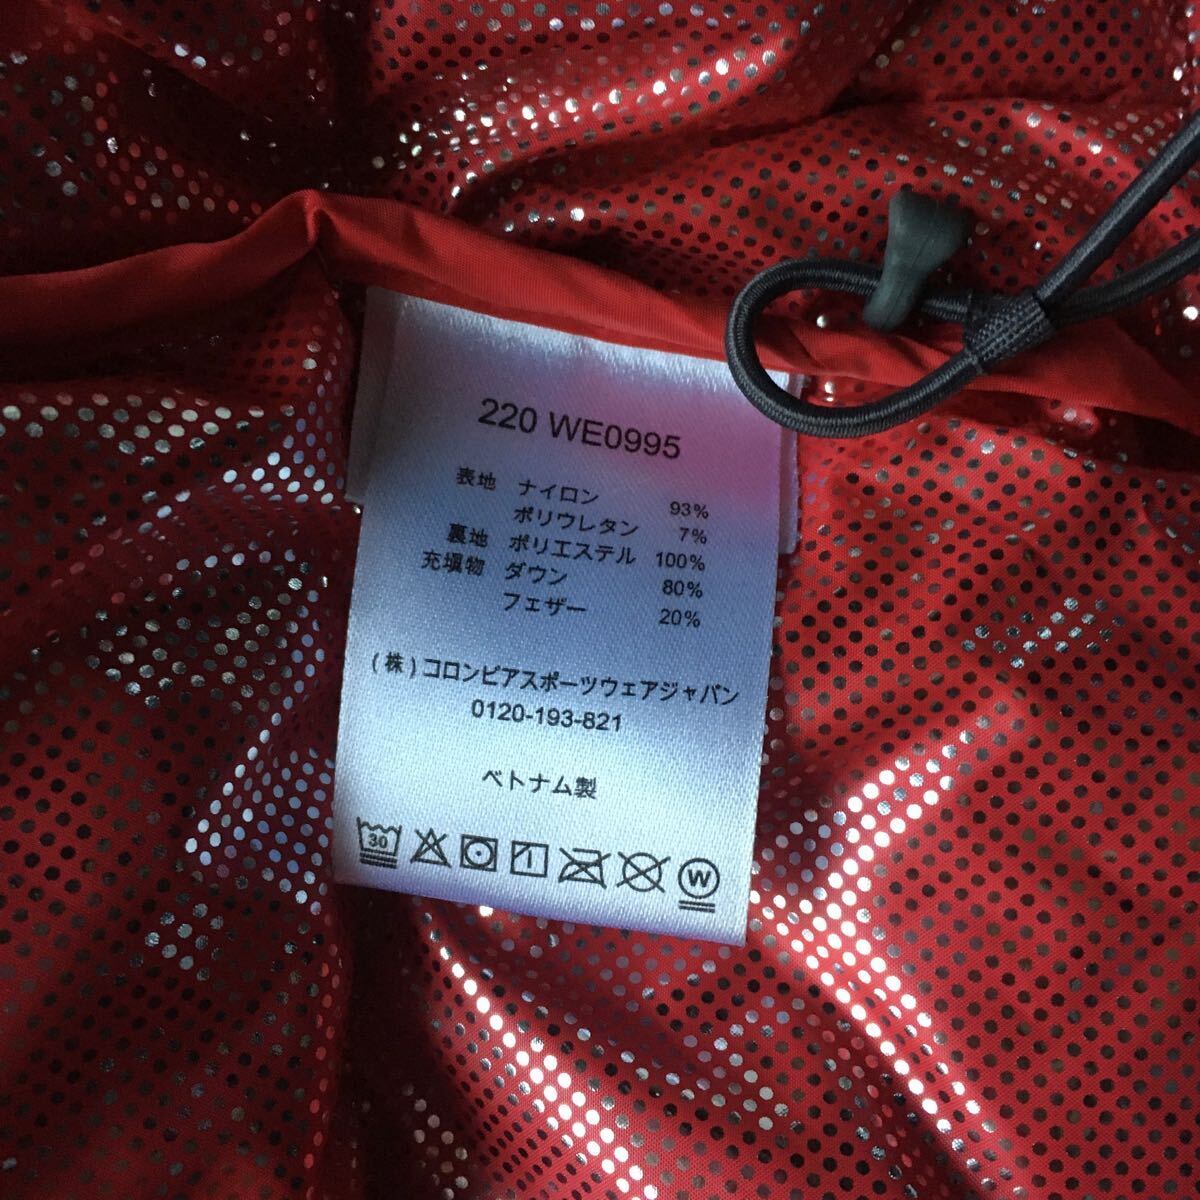 220 WE0995
表地 ナイロン 93%
ポリウレタン 7%
裏地 ポリエステル 100%
充填物 ダウン 80%
フェザー 20%
(株)コロンビアスポーツウェアジャパン
0120-193-821
ベトナム製
30 W